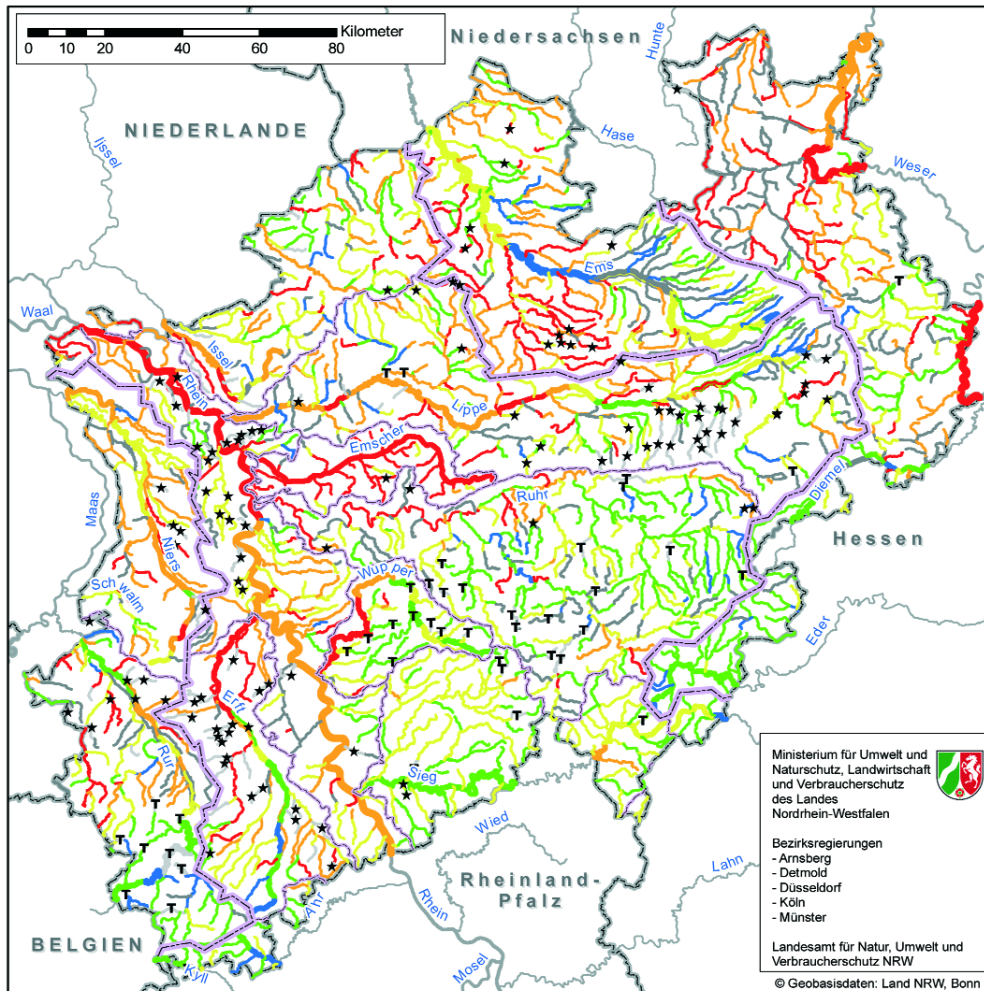 Kilometer
0 10 20 40 60 80
Niedersachsen
Hunte
NIEDERLANDE
Ijssel
Hase
Weser
Ems
Waal
Issel
Rhein
Lippe
Emscher
Maas
Ruhr
Diemel
Niers
Hessen
Wupper
Schwalm
Eder
Erft
Rur
Sieg
Wied
Lahn
Rheinland-
Pfalz
Rhein
Ahr
BELGIEN
Kyll
Mosel
T T T T T T T T T T T T T T T T T T T T T T T T T T T T T T T T T T
Ministerium für Umwelt und
Naturschutz, Landwirtschaft
und Verbraucherschutz
des Landes
Nordrhein-Westfalen
Bezirksregierungen
- Arnsberg
- Detmold
- Düsseldorf
- Köln
- Münster
Landesamt für Natur, Umwelt und
Verbraucherschutz NRW
© Geobasisdaten: Land NRW, Bonn